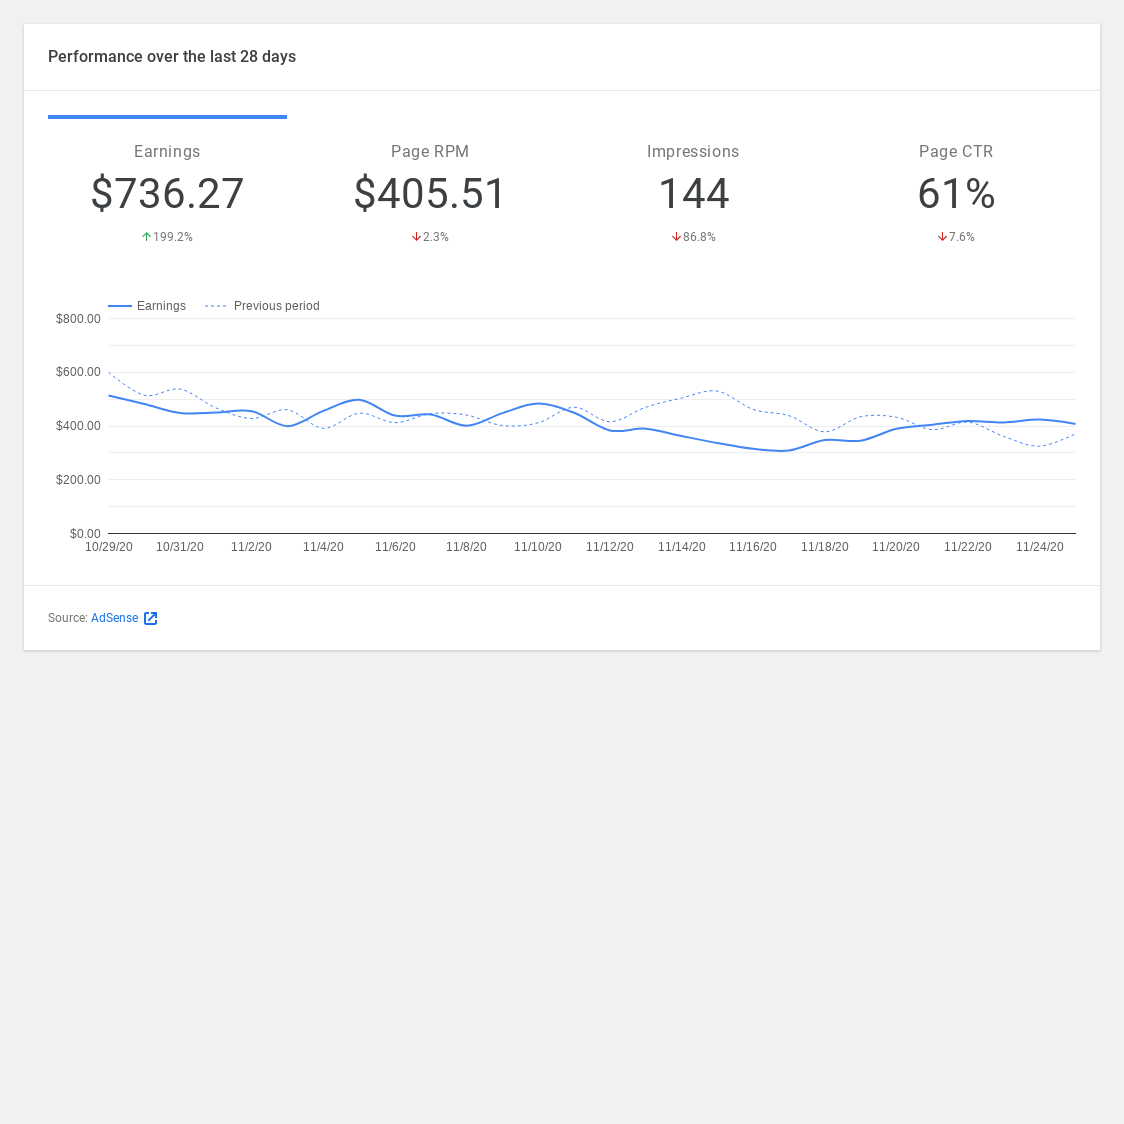 Performance over the last 28 days
Earnings Page RPM Impressions Page CTR
$736.27 $405.51 144 61%
199.2% 2.3% 86.8% 7.6%
Earnings Previous period
$800.00
$600.00
$400.00
$200.00
$0.00
10/29/20 10/31/20 11/2/20 11/4/20 11/6/20 11/8/20 11/10/20 11/12/20 11/14/20 11/16/20 11/18/20 11/20/20 11/22/20 11/24/20
Source: AdSense